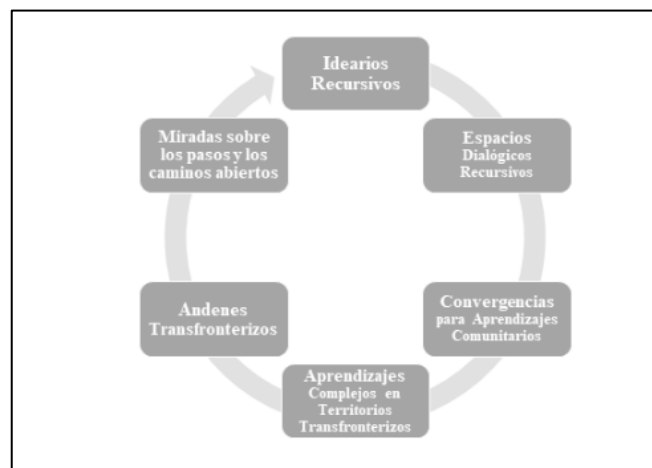 Idearios
Recursivos
Espacios
Dialógicos
Recursivos
Convergencias
para Aprendizajes
Comunitarios
Aprendizajes
Complejos en
Territorios
Transfronterizos
Andenes
Transfronterizos
Miradas sobre
los pasos y los
caminos abiertos